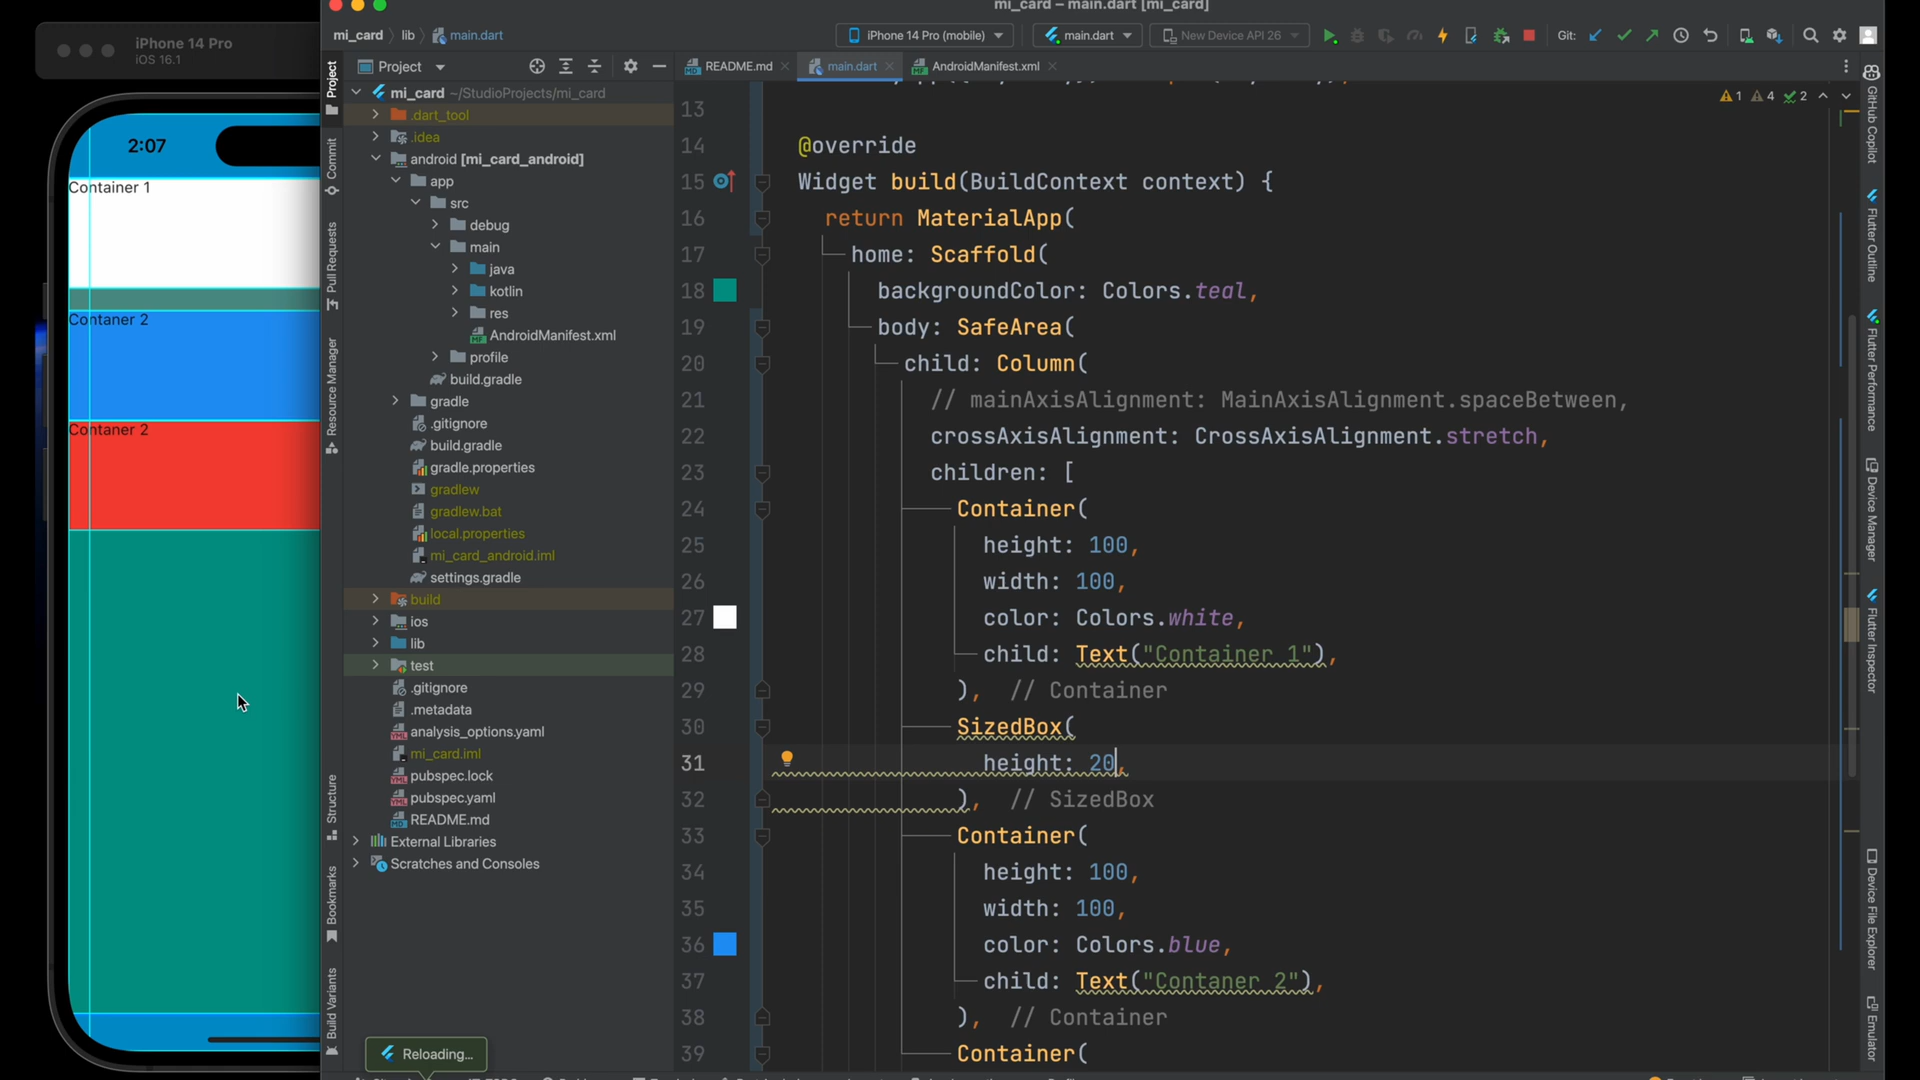 mi_card – main.dart [mi_card]
iPhone 14 Pro
iOS 16.1
mi_card
lib
main.dart
iPhone 14 Pro (mobile)
main.dart
New Device API 26
Git:
Project
README.md
main.dart
AndroidManifest.xml
1
4
2
2:07
Container 1
Contaner 2
Contaner 2
Project
Commit
Pull Requests
Resource Manager
Structure
Bookmarks
Build Variants
mi_card ~/StudioProjects/mi_card
.dart_tool
.idea
android [mi_card_android]
app
src
debug
main
java
kotlin
res
AndroidManifest.xml
profile
build.gradle
gradle
.gitignore
build.gradle
gradle.properties
gradlew
gradlew.bat
local.properties
mi_card_android.iml
settings.gradle
build
ios
lib
test
.gitignore
.metadata
analysis_options.yaml
mi_card.iml
pubspec.lock
pubspec.yaml
README.md
External Libraries
Scratches and Consoles
Reloading...
13
14 @override
15 Widget build(BuildContext context) {
16 return MaterialApp(
17 home: Scaffold(
18 backgroundColor: Colors.teal,
19 body: SafeArea(
20 child: Column(
21 // mainAxisAlignment: MainAxisAlignment.spaceBetween,
22 crossAxisAlignment: CrossAxisAlignment.stretch,
23 children: [
24 Container(
25 height: 100,
26 width: 100,
27 color: Colors.white,
28 child: Text("Container 1"),
29 ), // Container
30 SizedBox(
31 height: 20,
32 ), // SizedBox
33 Container(
34 height: 100,
35 width: 100,
36 color: Colors.blue,
37 child: Text("Contaner 2"),
38 ), // Container
39 Container(
GitHub Copilot
Flutter Outline
Flutter Performance
Device Manager
Flutter Inspector
Device File Explorer
Emulator